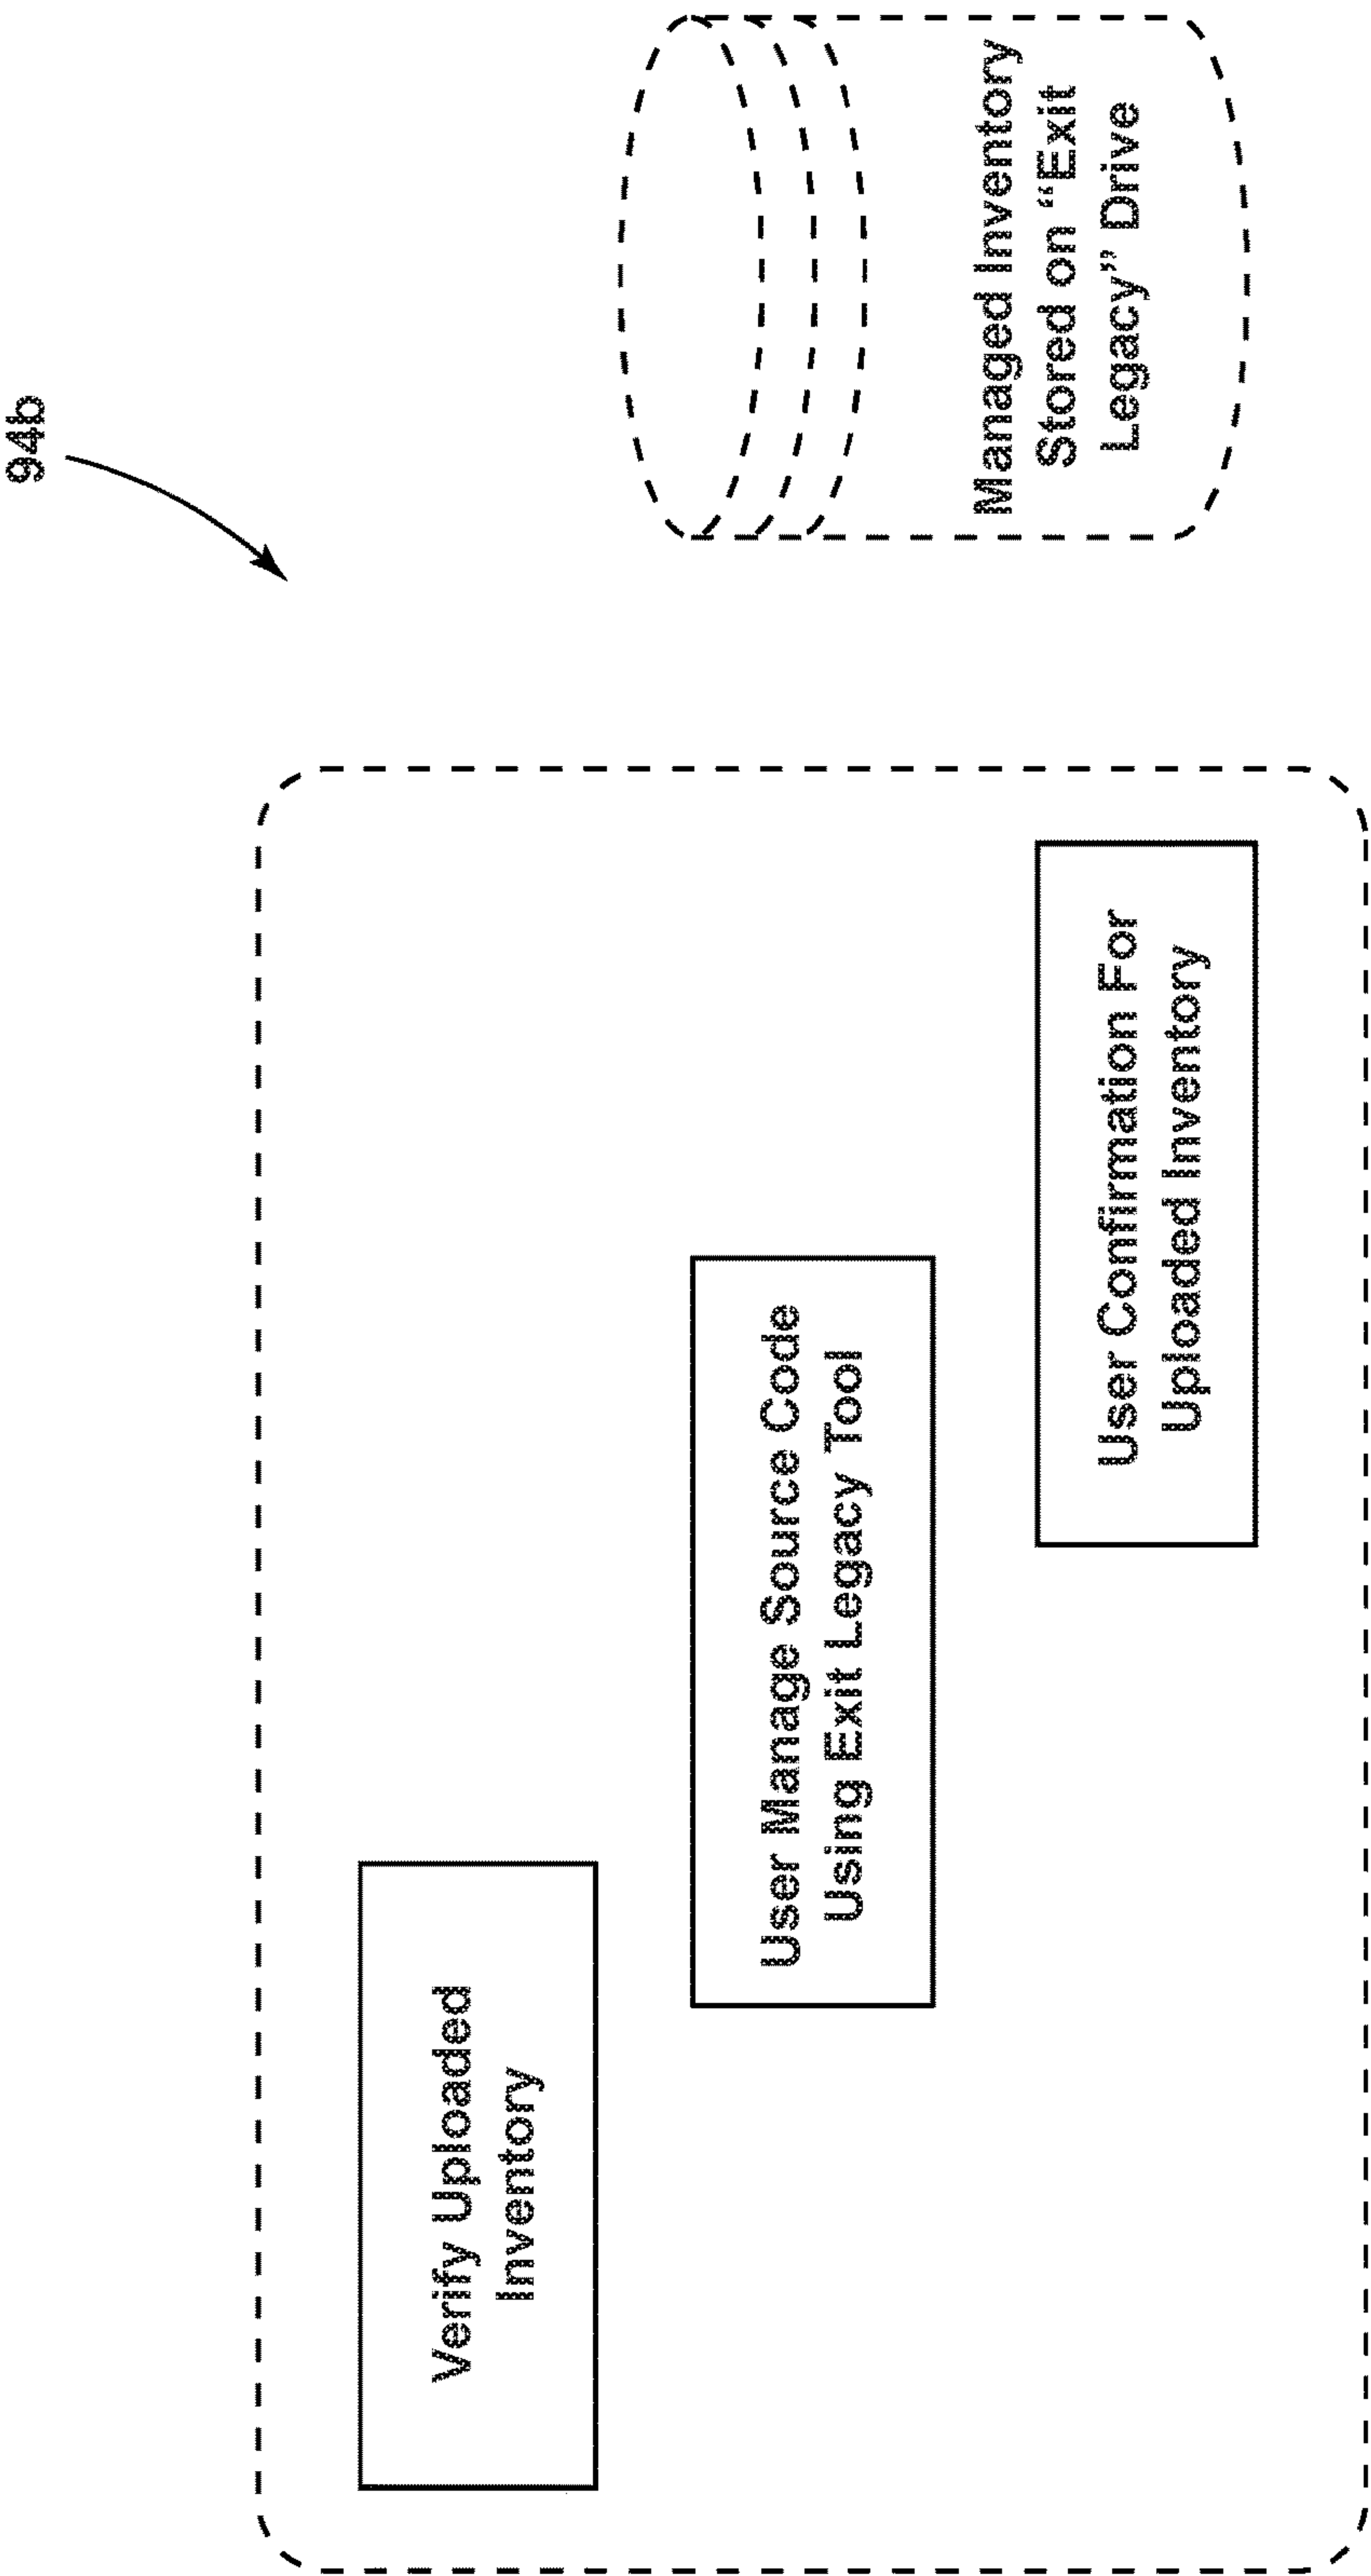 94b
Verify Uploaded
Inventory
User Manage Source Code
Using Exit Legacy Tool
User Confirmation For
Uploaded Inventory
Managed Inventory
Stored on “Exit
Legacy” Drive